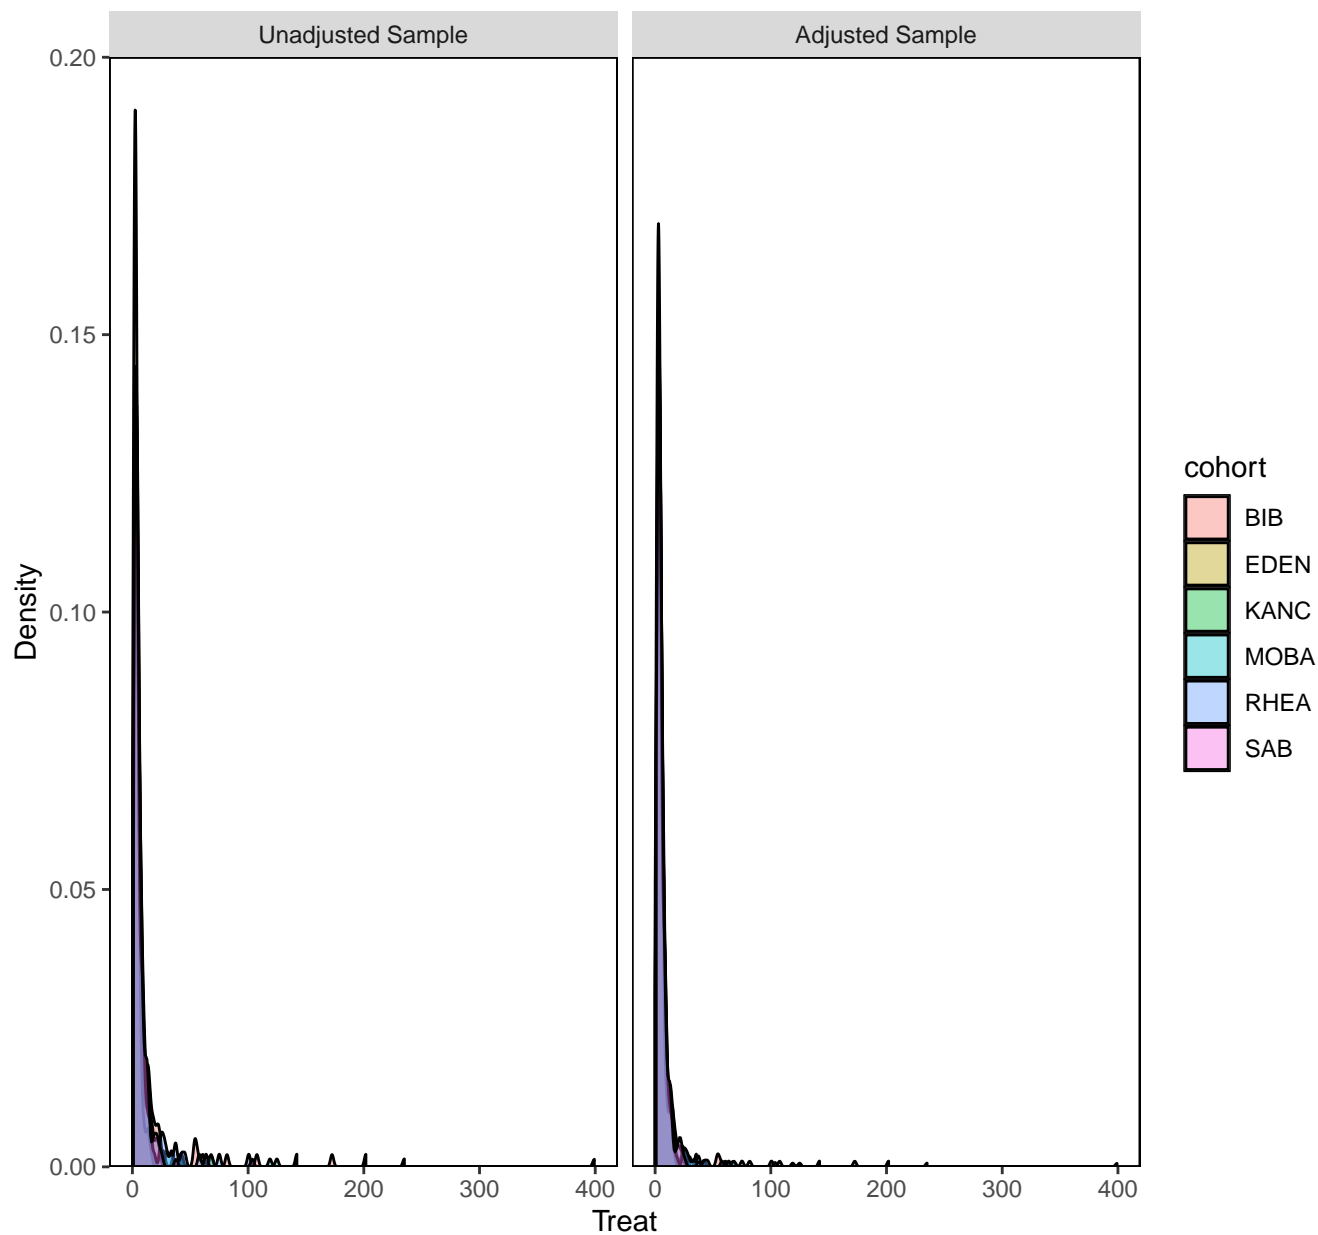 Unadjusted Sample
Adjusted Sample
0.20
0.15
0.10
0.05
0.00
Density
0 100 200 300 400
0 100 200 300 400
Treat
cohort
BIB
EDEN
KANC
MOBA
RHEA
SAB